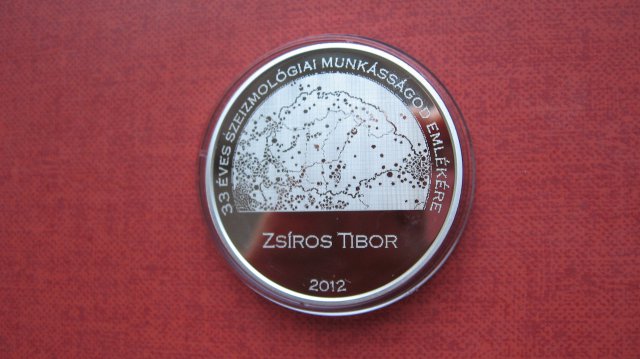 33 ÉVES SZEIZMOLÓGIAI MUNKÁSSÁGOD EMLÉKÉRE
ZSÍROS TIBOR
2012